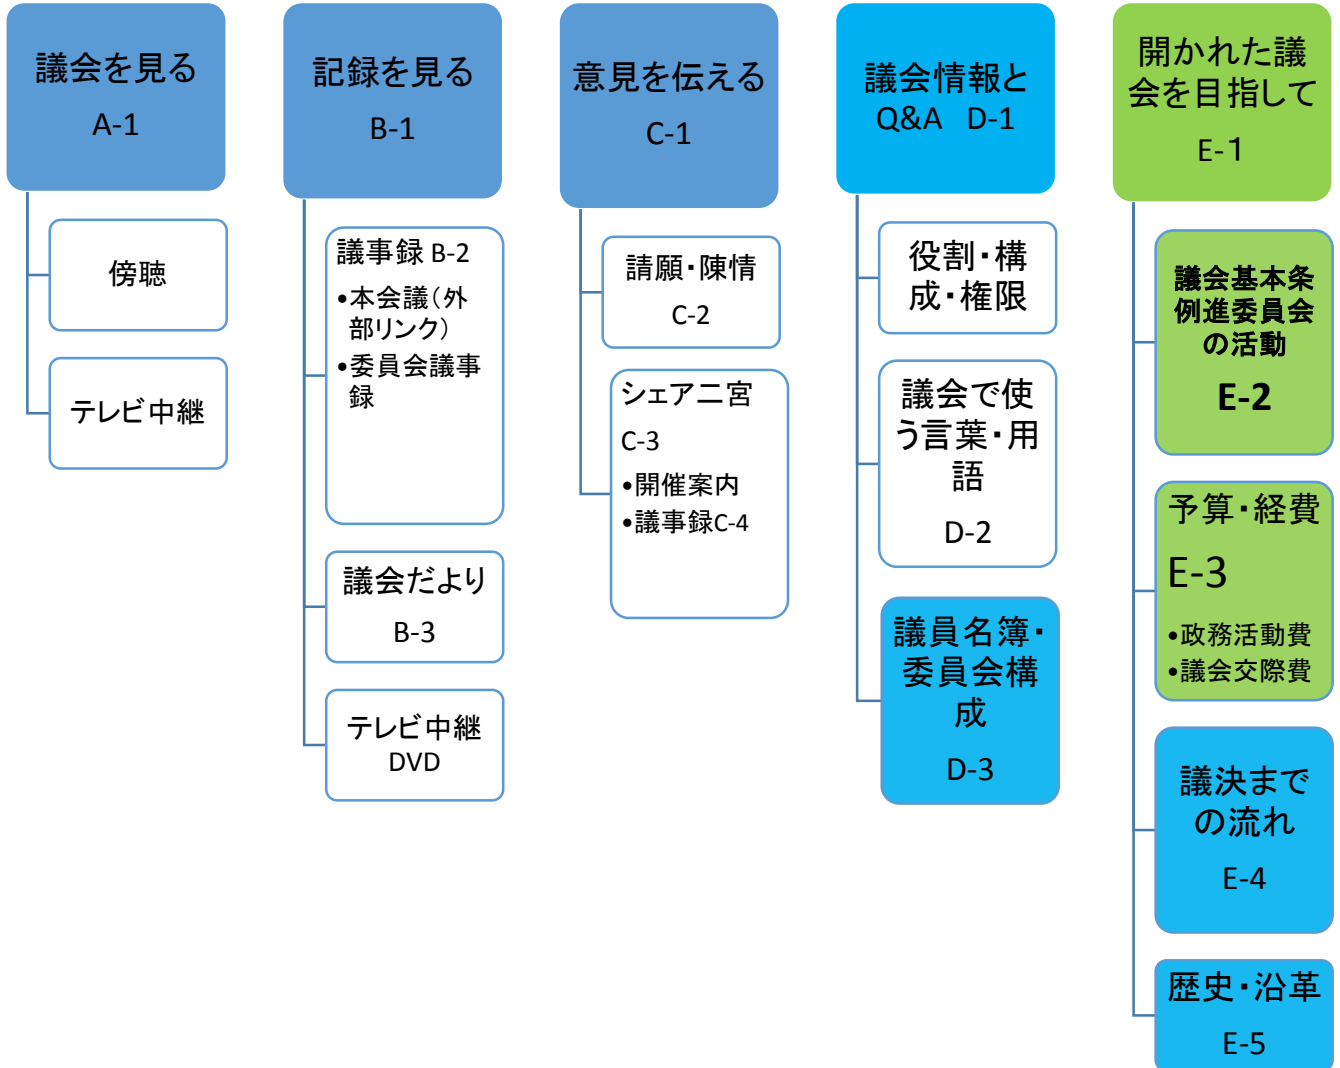 議会を見る
A-1
傍聴
テレビ中継
記録を見る
B-1
議事録 B-2
•本会議（外
部リンク）
•委員会議事
録
議会だより
B-3
テレビ中継
DVD
意見を伝える
C-1
請願・陳情
C-2
シェア二宮
C-3
•開催案内
•議事録C-4
議会情報と
Q&A D-1
役割・構
成・権限
議会で使
う言葉・用
語
D-2
議員名簿・
委員会構
成
D-3
開かれた議
会を目指して
E-１
議会基本条
例進委員会
の活動
E-2
予算・経費
E-3
•政務活動費
•議会交際費
議決まで
の流れ
E-4
歴史・沿革
E-5